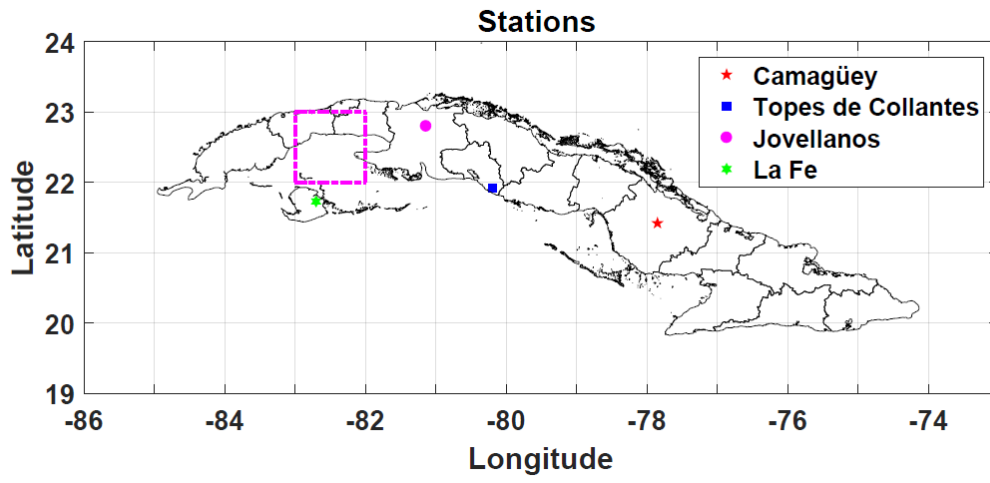 Stations
24
23
22
21
20
19
Latitude
Camagüey
Topes de Collantes
Jovellanos
La Fe
-86
-84
-82
-80
-78
-76
-74
Longitude